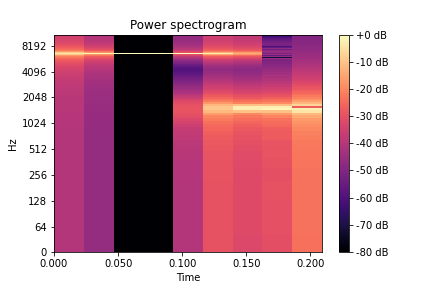 Power spectrogram
8192
4096
2048
1024
512
256
128
64
0
Hz
0.000 0.050 0.100 0.150 0.200
Time
+0 dB
-10 dB
-20 dB
-30 dB
-40 dB
-50 dB
-60 dB
-70 dB
-80 dB